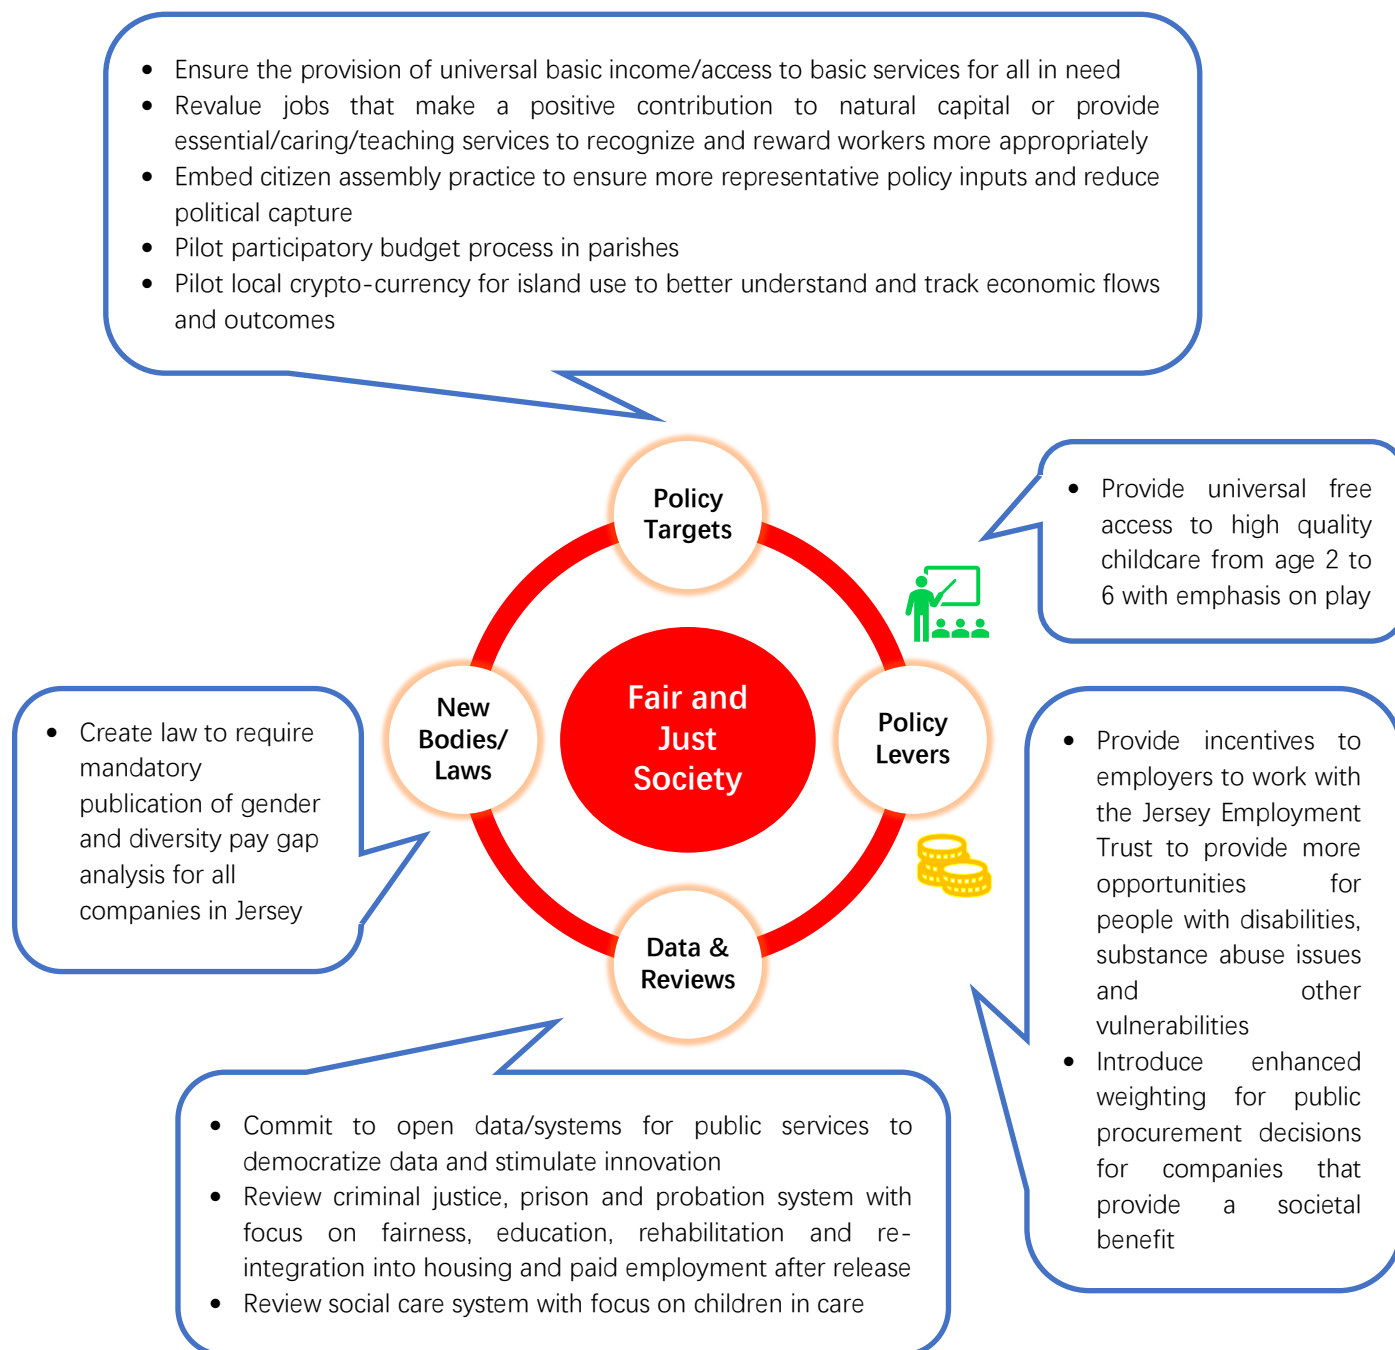 • Ensure the provision of universal basic income/access to basic services for all in need
• Revalue jobs that make a positive contribution to natural capital or provide
essential/caring/teaching services to recognize and reward workers more appropriately
• Embed citizen assembly practice to ensure more representative policy inputs and reduce
political capture
• Pilot participatory budget process in parishes
• Pilot local crypto-currency for island use to better understand and track economic flows
and outcomes
Policy
Targets
• Provide universal free
access to high quality
childcare from age 2 to
6 with emphasis on play
New
Bodies/
Laws
Fair and
Just
Society
Policy
Levers
• Create law to require
mandatory
publication of gender
and diversity pay gap
analysis for all
companies in Jersey
• Provide incentives to
employers to work with
the Jersey Employment
Trust to provide more
opportunities for
people with disabilities,
substance abuse issues
and other
vulnerabilities
• Introduce enhanced
weighting for public
procurement decisions
for companies that
provide a societal
benefit
Data &
Reviews
• Commit to open data/systems for public services to
democratize data and stimulate innovation
• Review criminal justice, prison and probation system with
focus on fairness, education, rehabilitation and re-
integration into housing and paid employment after release
• Review social care system with focus on children in care